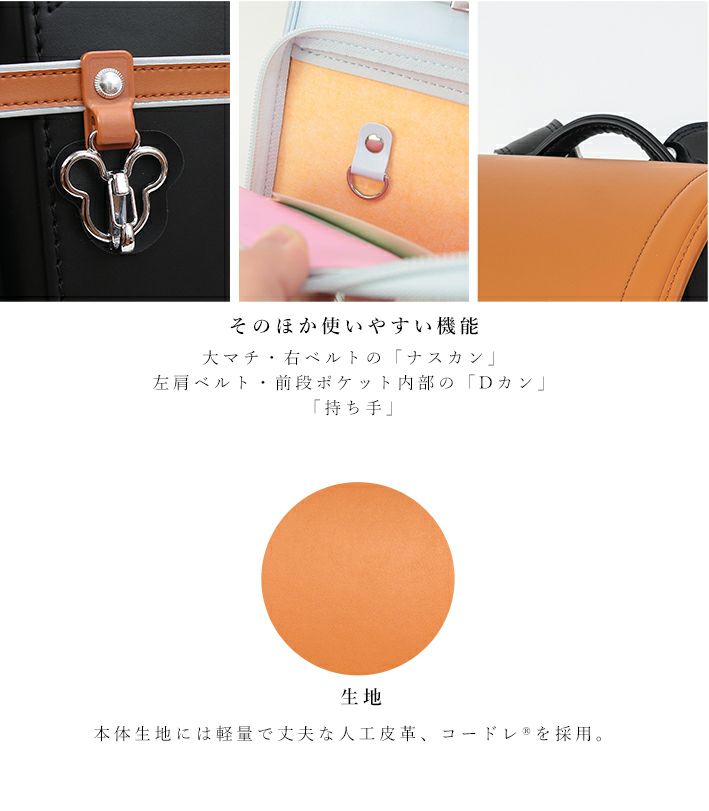 そのほか使いやすい機能
大マチ・右ベルトの「ナスカン」
左肩ベルト・前段ポケット内部の「Dカン」
「持ち手」
生地
本体生地には軽量で丈夫な人工皮革、コードレ®を採用。